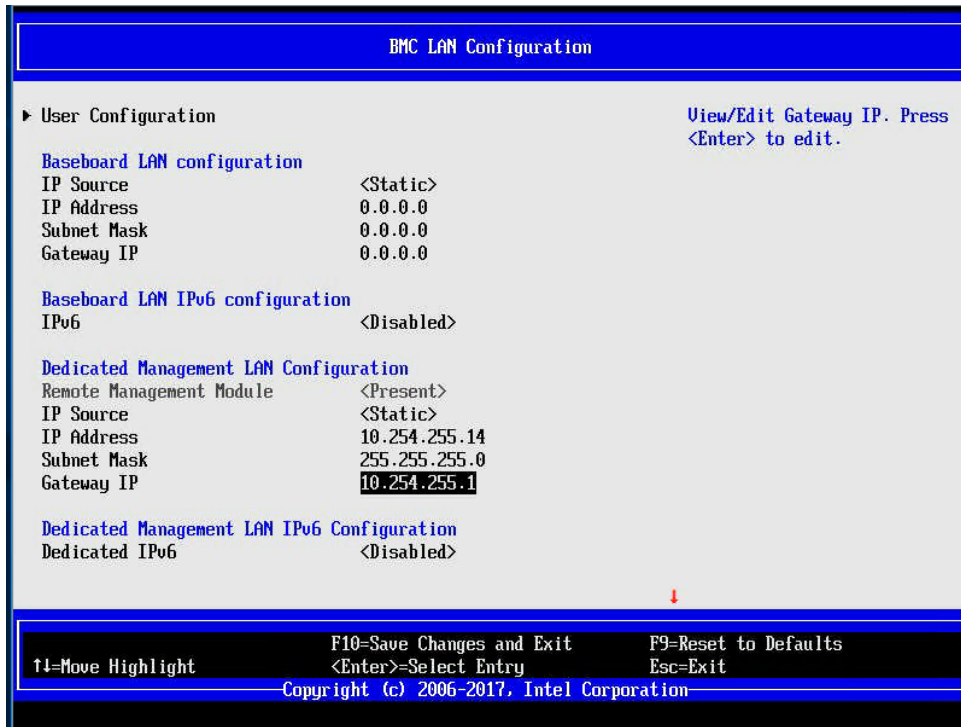 BMC LAN Configuration
▶ User Configuration
View/Edit Gateway IP. Press
<Enter> to edit.
Baseboard LAN configuration
IP Source <Static>
IP Address 0.0.0.0
Subnet Mask 0.0.0.0
Gateway IP 0.0.0.0
Baseboard LAN IPv6 configuration
IPv6 <Disabled>
Dedicated Management LAN Configuration
Remote Management Module <Present>
IP Source <Static>
IP Address 10.254.255.14
Subnet Mask 255.255.255.0
Gateway IP 10.254.255.1
Dedicated Management LAN IPv6 Configuration
Dedicated IPv6 <Disabled>
↓
F10=Save Changes and Exit F9=Reset to Defaults
↑↓=Move Highlight <Enter>=Select Entry Esc=Exit
Copyright (c) 2006-2017, Intel Corporation